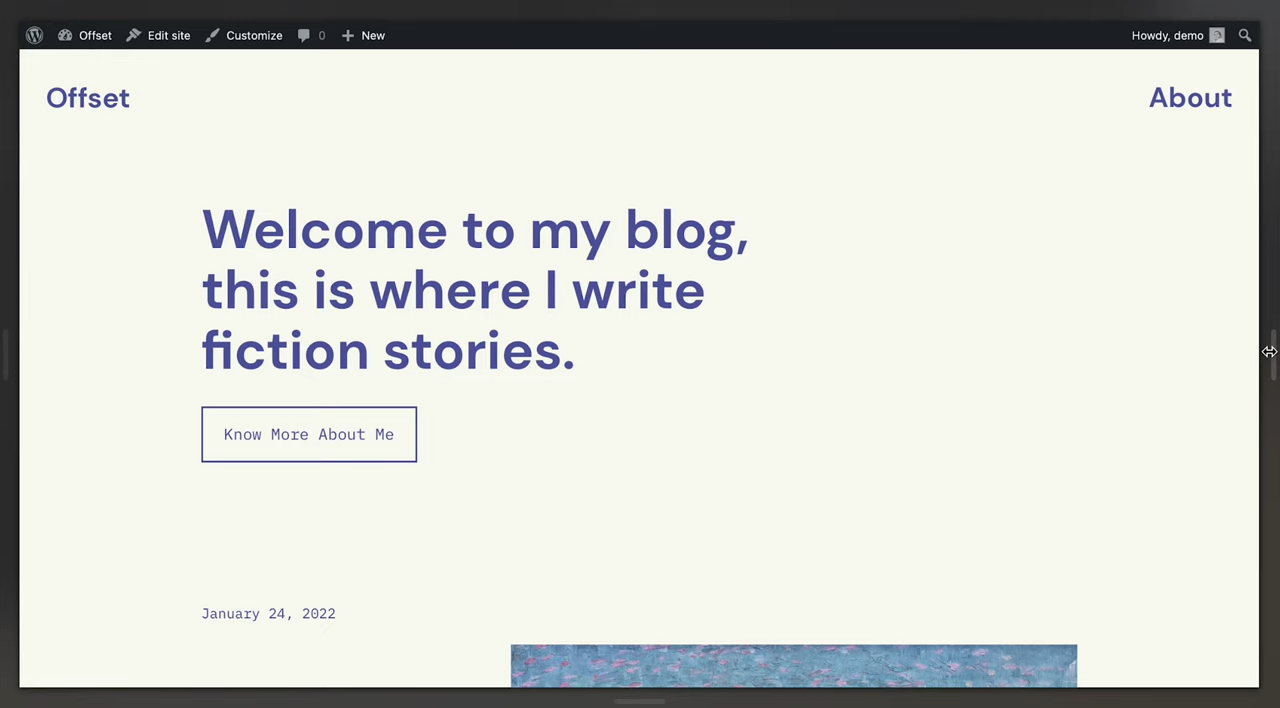 Offset Edit site Customize 0 New Howdy, demo
Offset About
Welcome to my blog,
this is where I write
fiction stories.
Know More About Me
January 24, 2022